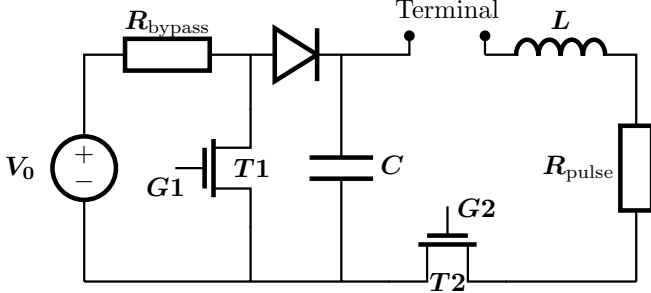 Terminal
R_bypass
L
V_0
+
−
G1
T1
C
R_pulse
G2
T2